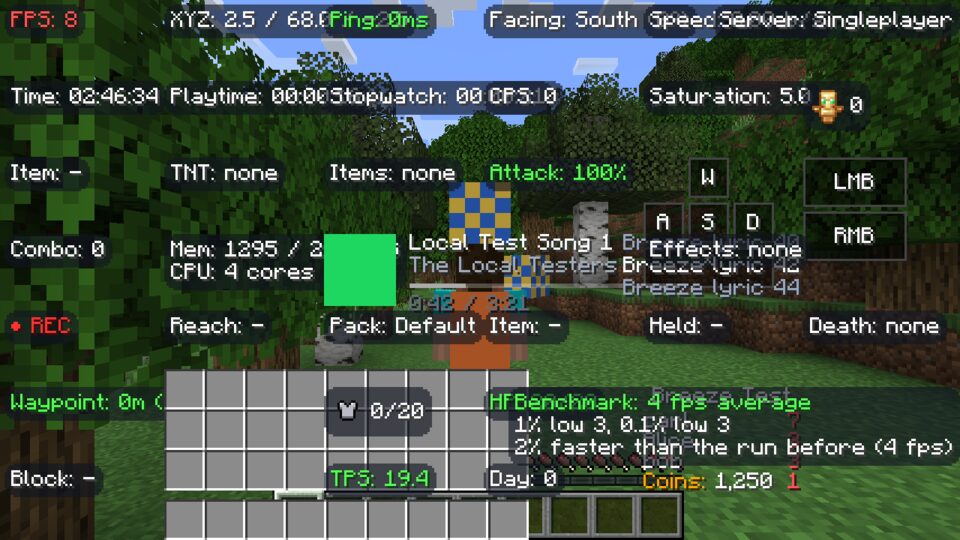 FPS: 8
XYZ: 2.5 / 68.0
Ping: 0ms
Facing: South
Speed
Server: Singleplayer
Time: 02:46:34
Playtime: 00:00
Stopwatch: 00
CPS: 0
Saturation: 5.0
0
Item: -
TNT: none
Items: none
Attack: 100%
W
LMB
A S D
RMB
Combo: 0
Mem: 1295 / 2
CPU: 4 cores
Local Test Song 1
The Local Testers
0:42 / 3:21
Effects: none
Breeze lyric 42
Breeze lyric 44
REC
Reach: -
Pack: Default
Item: -
Held: -
Death: none
Waypoint: 0m (
0/20
Breeze Test
Benchmark: 4 fps average
1% low 3, 0.1% low 3
2% faster than the run before (4 fps)
Block: -
TPS: 19.4
Day: 0
Coins: 1,250
1